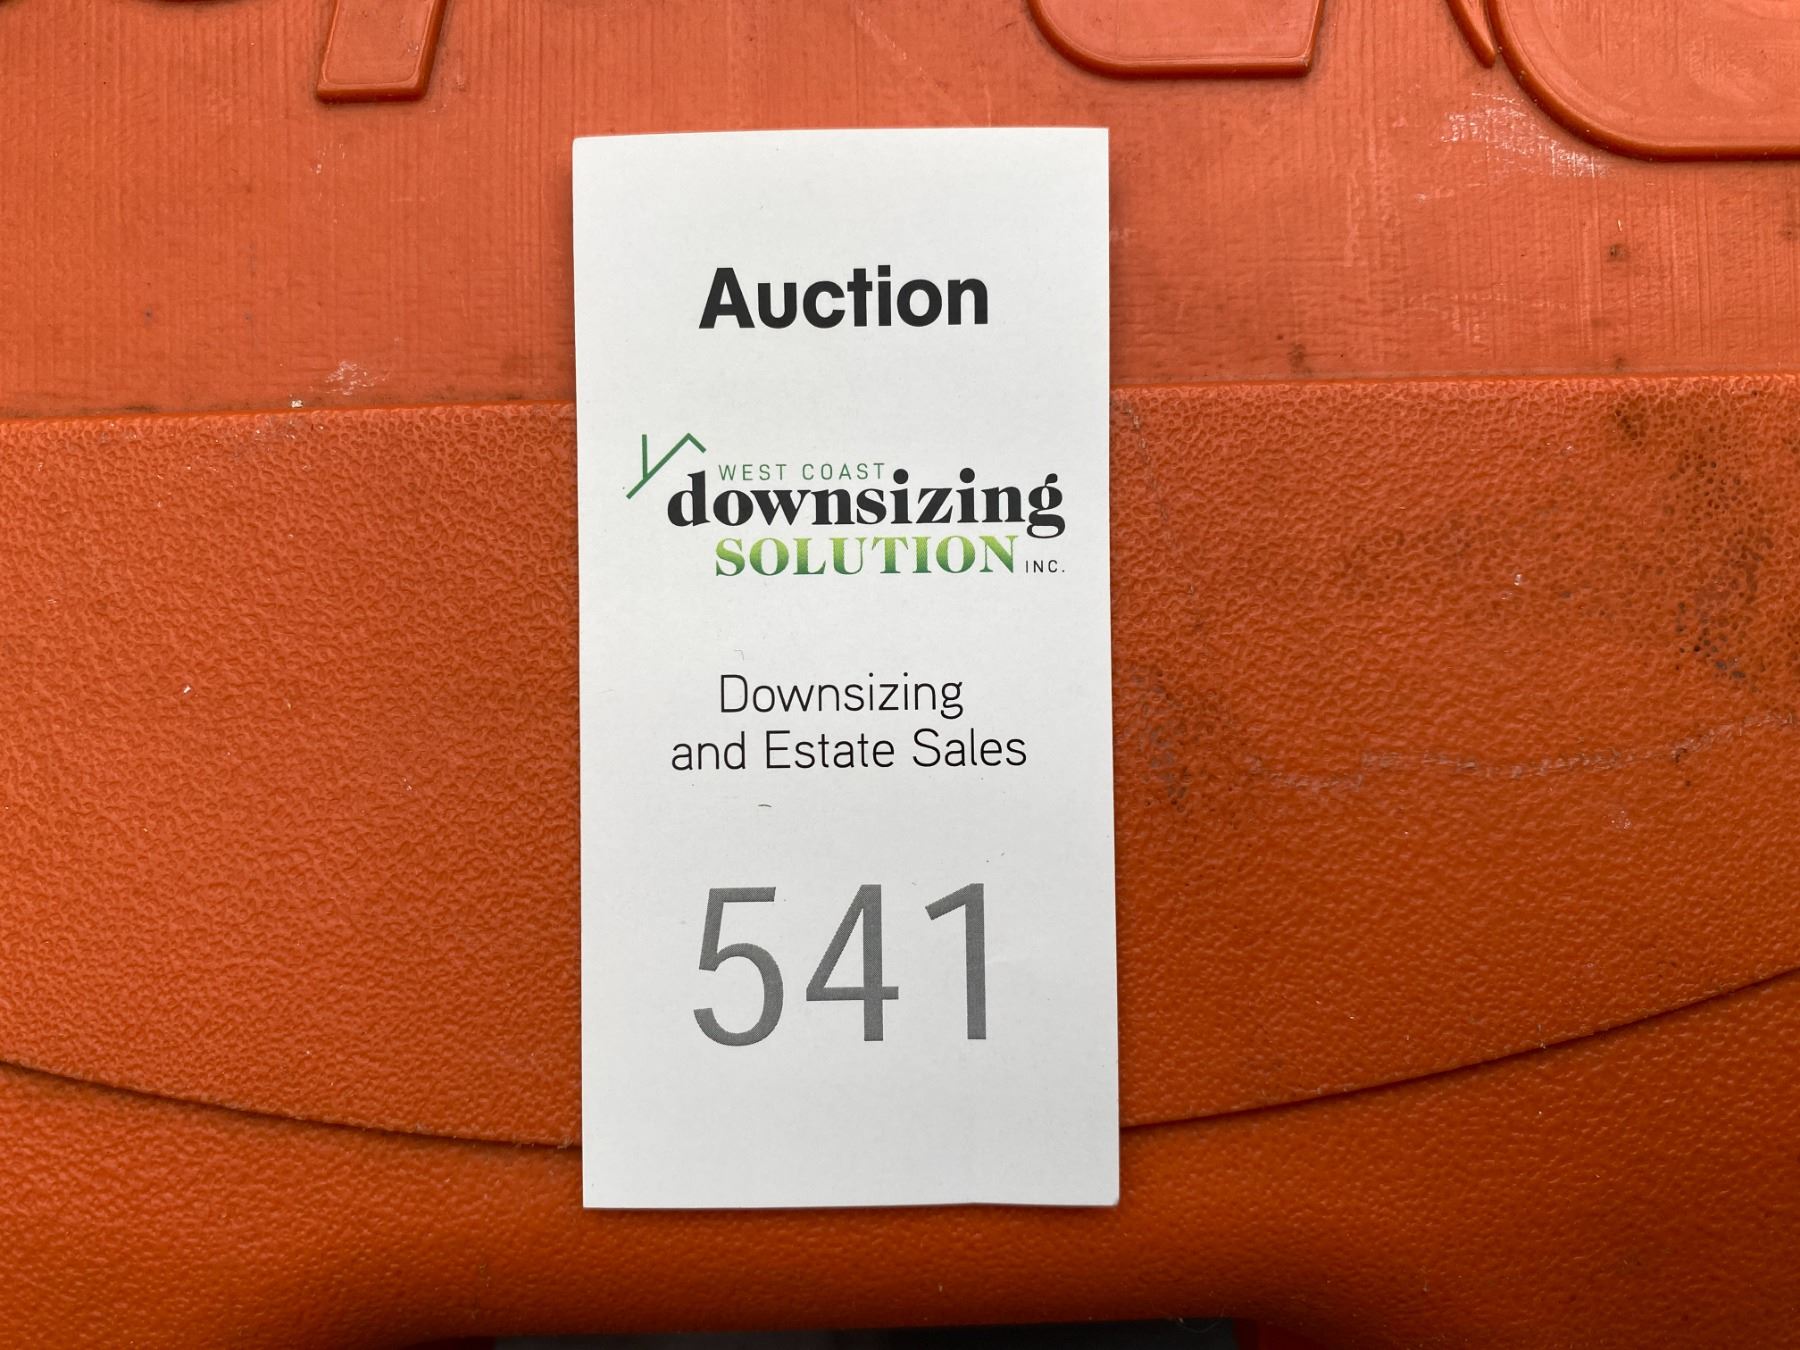 Auction
WEST COAST
downsizing
SOLUTION INC.
Downsizing
and Estate Sales
541